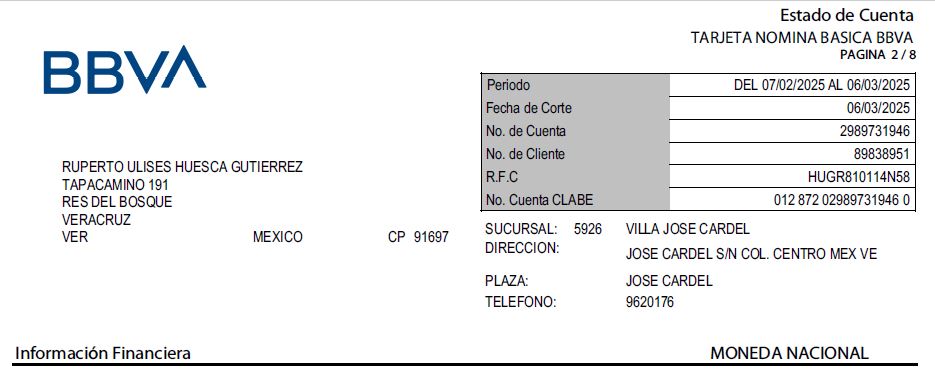 Estado de Cuenta
TARJETA NOMINA BASICA BBVA
PAGINA 2 / 8
BBVA
Periodo DEL 07/02/2025 AL 06/03/2025
Fecha de Corte 06/03/2025
No. de Cuenta 2989731946
No. de Cliente 89838951
R.F.C HUGR810114N58
No. Cuenta CLABE 012 872 02989731946 0
RUPERTO ULISES HUESCA GUTIERREZ
TAPACAMINO 191
RES DEL BOSQUE
VERACRUZ
VER MEXICO CP 91697
SUCURSAL: 5926 VILLA JOSE CARDEL
DIRECCION: JOSE CARDEL S/N COL. CENTRO MEX VE
PLAZA: JOSE CARDEL
TELEFONO: 9620176
Información Financiera MONEDA NACIONAL